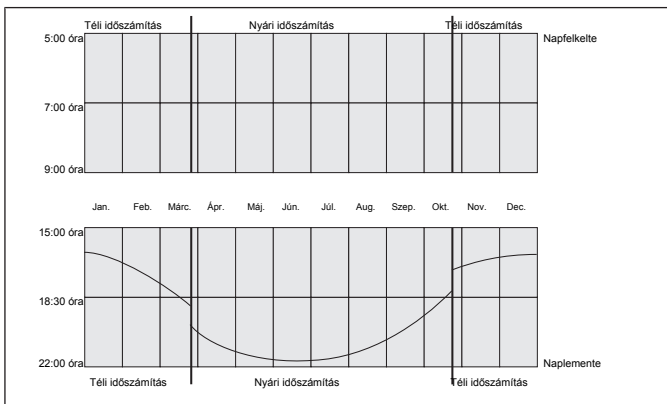 Téli időszámítás Nyári időszámítás Téli időszámítás
5:00 óra Napfelkelte
7:00 óra
9:00 óra
Jan. Feb. Márc. Ápr. Máj. Jún. Júl. Aug. Szep. Okt. Nov. Dec.
15:00 óra
18:30 óra
22:00 óra Naplemente
Téli időszámítás Nyári időszámítás Téli időszámítás